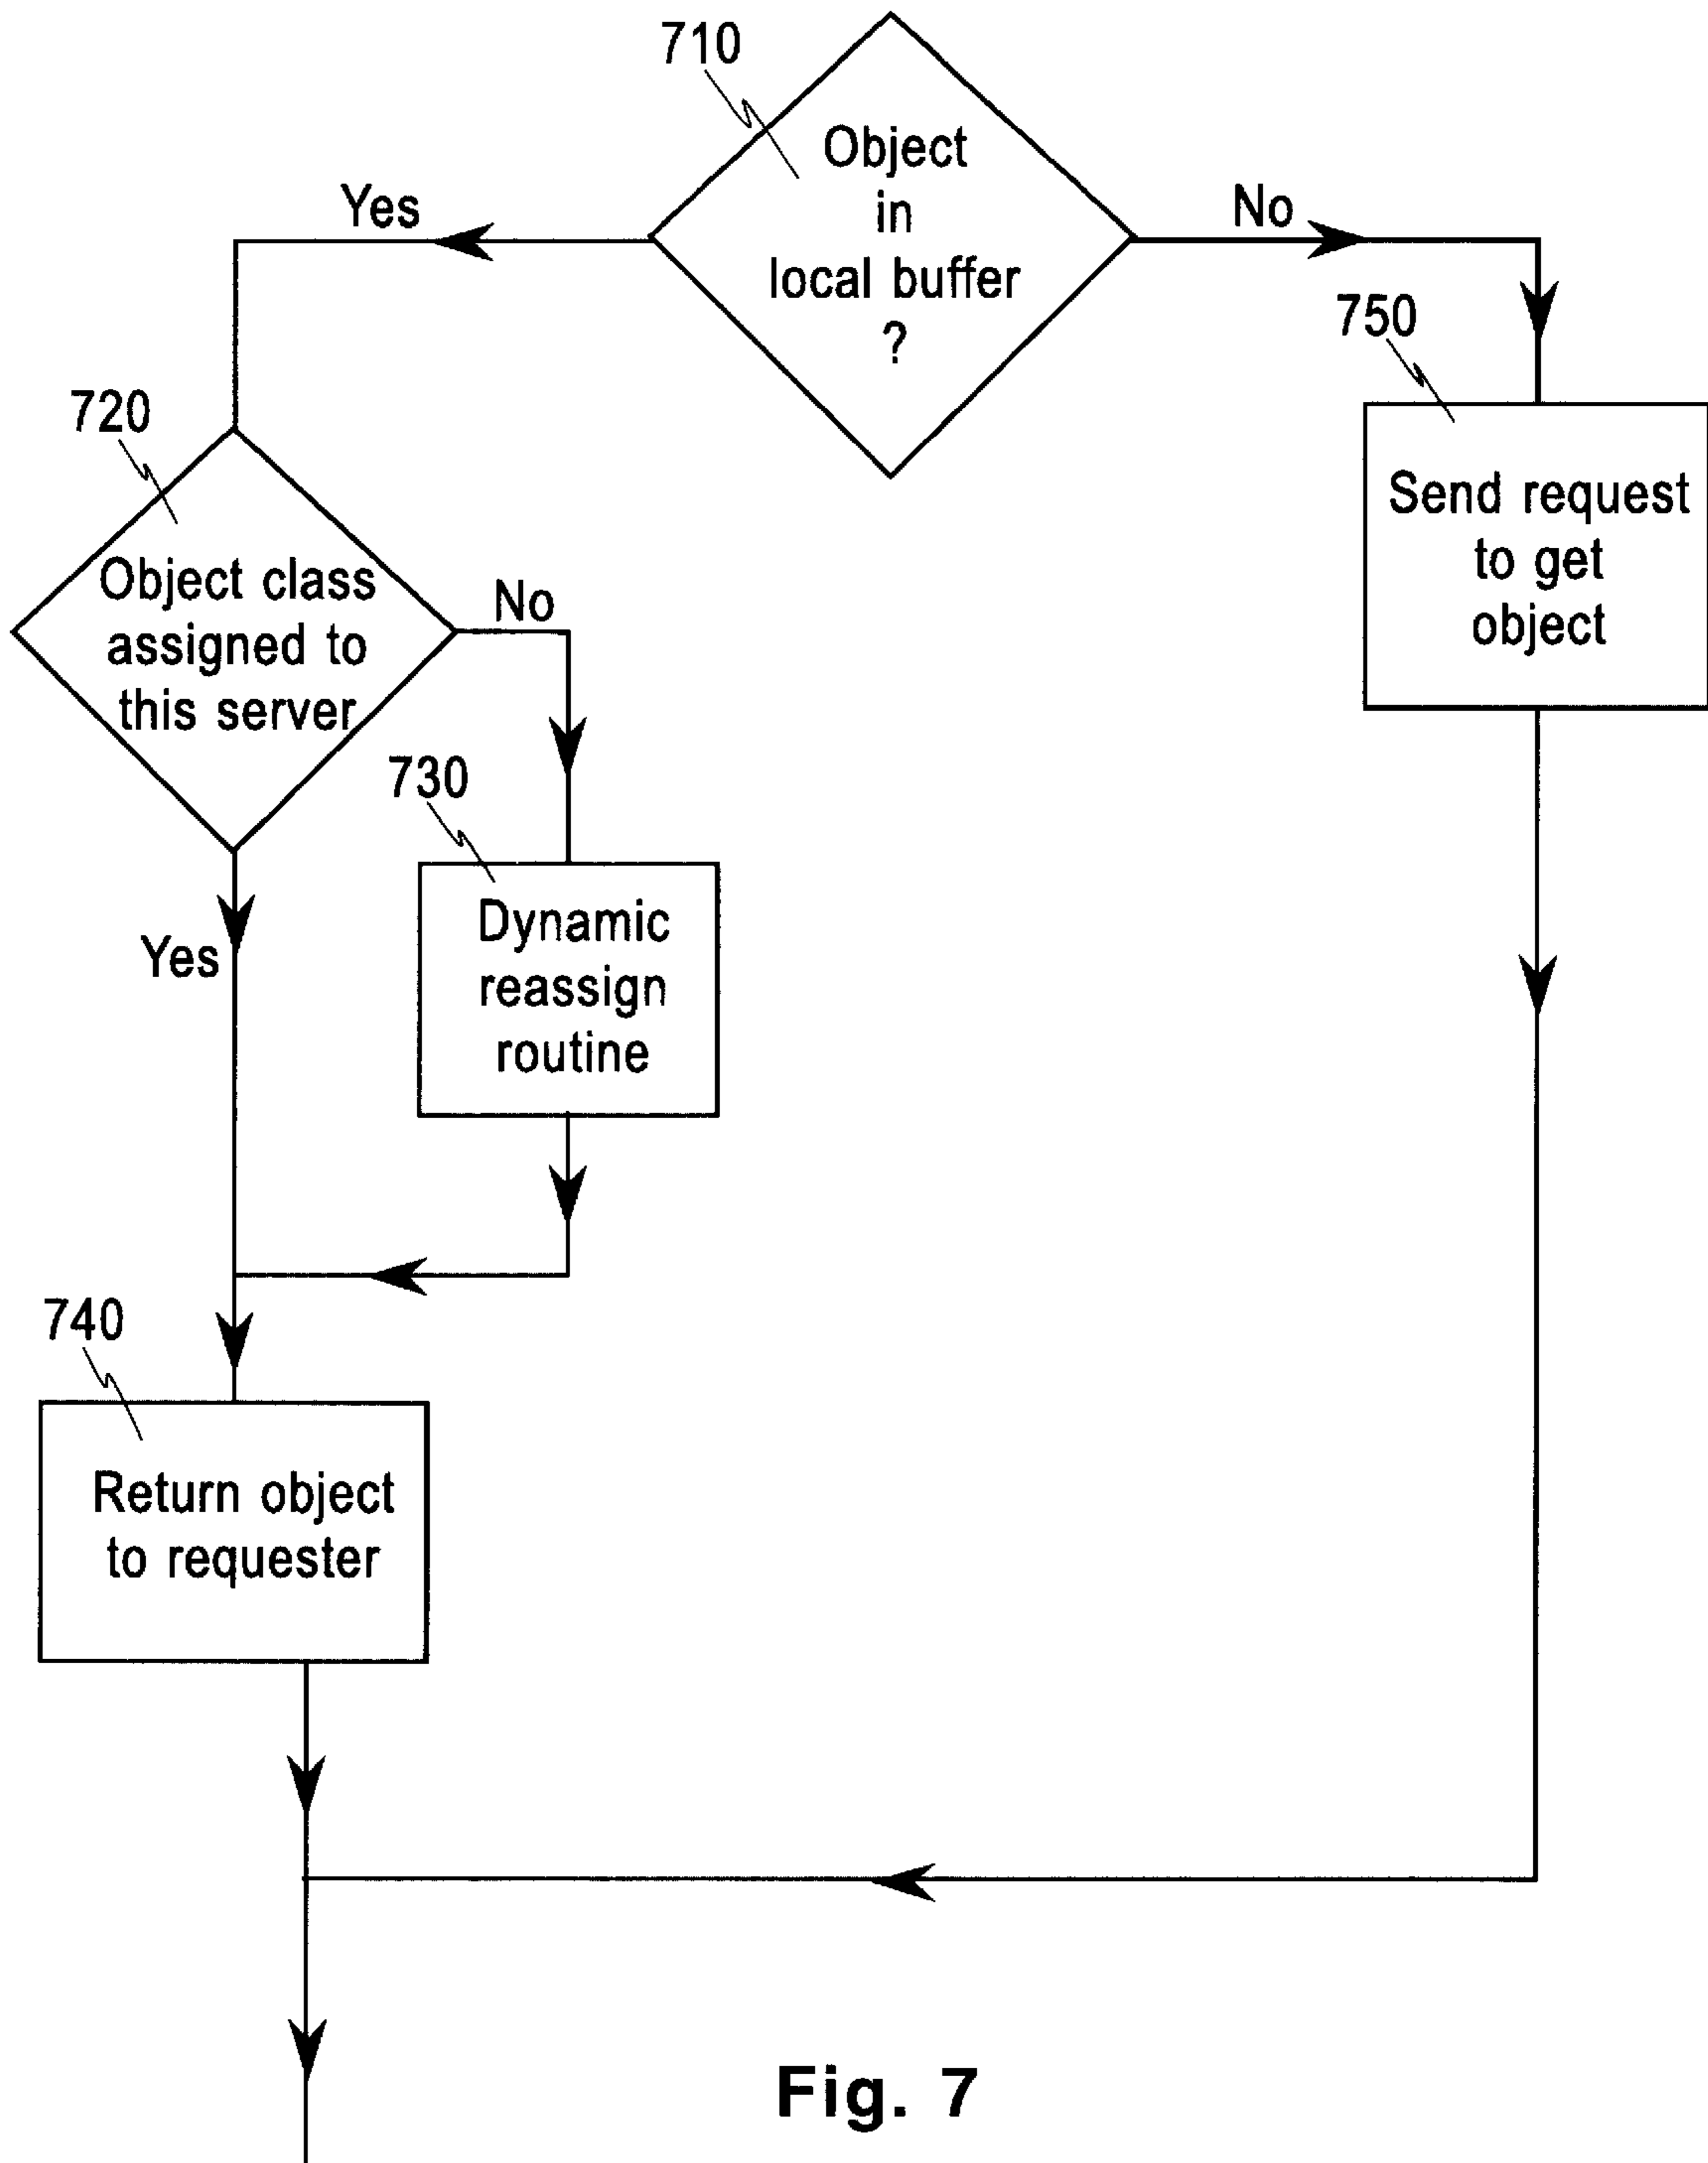 710
Object
in
local buffer
?
Yes
No
750
Send request
to get
object
720
Object class
assigned to
this server
No
Yes
730
Dynamic
reassign
routine
740
Return object
to requester
Fig. 7